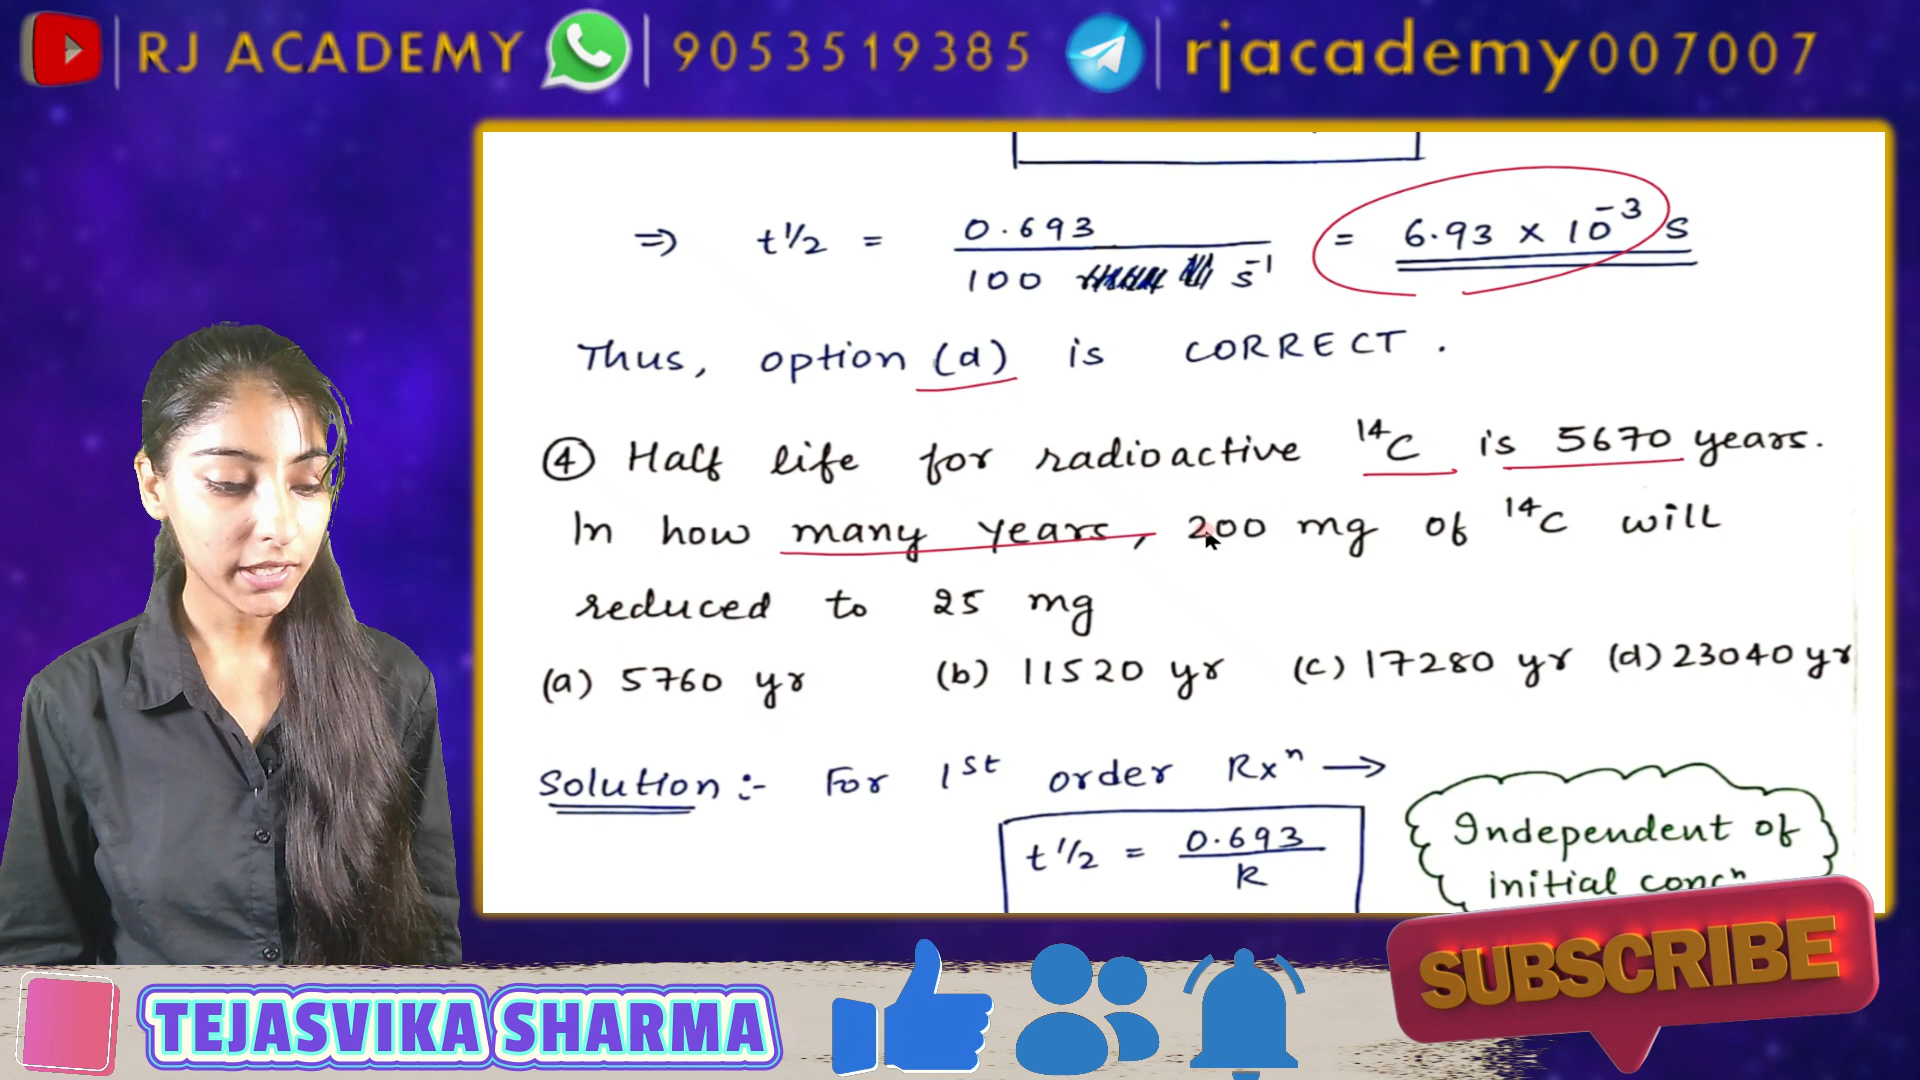 RJ ACADEMY 9053519385 rjacademy007007
⇒ t1/2 = 0.693 / 100 s⁻¹ = 6.93 x 10⁻³ s
Thus, option (d) is CORRECT.
④ Half life for radioactive ¹⁴C is 5670 years.
In how many years, 200 mg of ¹⁴C will
reduced to 25 mg
(a) 5760 yr (b) 11520 yr (c) 17280 yr (d) 23040 yr
Solution :- For 1st order Rxⁿ →
t1/2 = 0.693 / k
Independent of
initial concⁿ
SUBSCRIBE
TEJASVIKA SHARMA